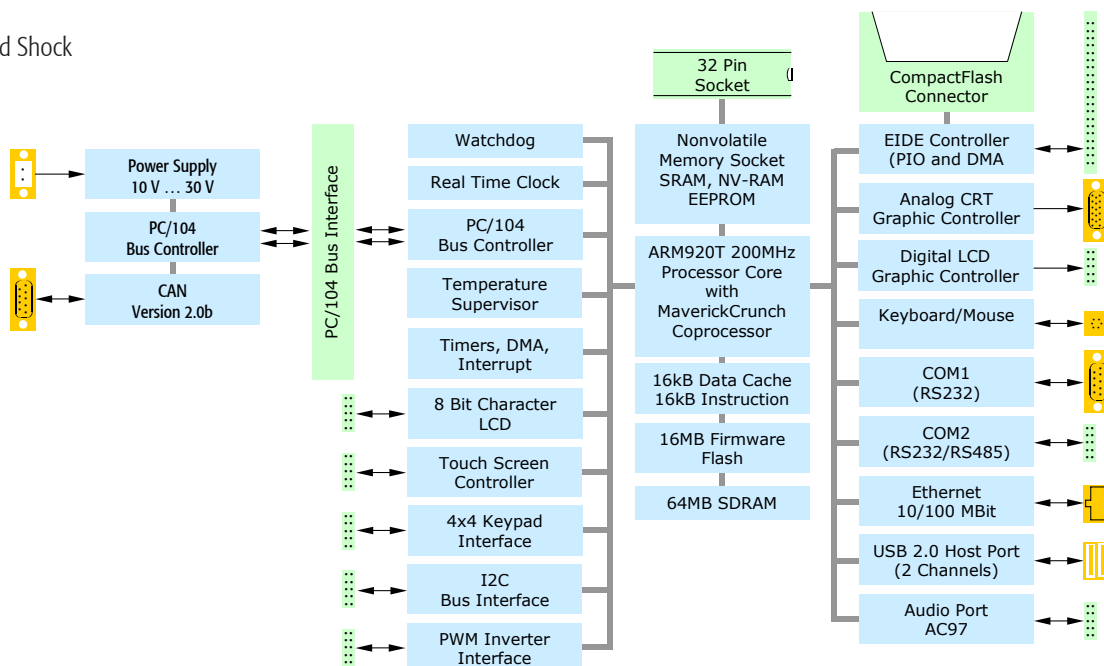 d Shock
Power Supply
10 V ... 30 V
PC/104
Bus Controller
CAN
Version 2.0b
PC/104 Bus Interface
Watchdog
Real Time Clock
PC/104
Bus Controller
Temperature
Supervisor
Timers, DMA,
Interrupt
8 Bit Character
LCD
Touch Screen
Controller
4x4 Keypad
Interface
I2C
Bus Interface
PWM Inverter
Interface
32 Pin
Socket
Nonvolatile
Memory Socket
SRAM, NV-RAM
EEPROM
ARM920T 200MHz
Processor Core
with
MaverickCrunch
Coprocessor
16kB Data Cache
16kB Instruction
16MB Firmware
Flash
64MB SDRAM
CompactFlash
Connector
EIDE Controller
(PIO and DMA
Analog CRT
Graphic Controller
Digital LCD
Graphic Controller
Keyboard/Mouse
COM1
(RS232)
COM2
(RS232/RS485)
Ethernet
10/100 MBit
USB 2.0 Host Port
(2 Channels)
Audio Port
AC97